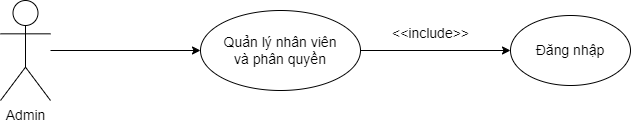 Quản lý nhân viên
và phân quyền
<<include>>
Đăng nhập
Admin